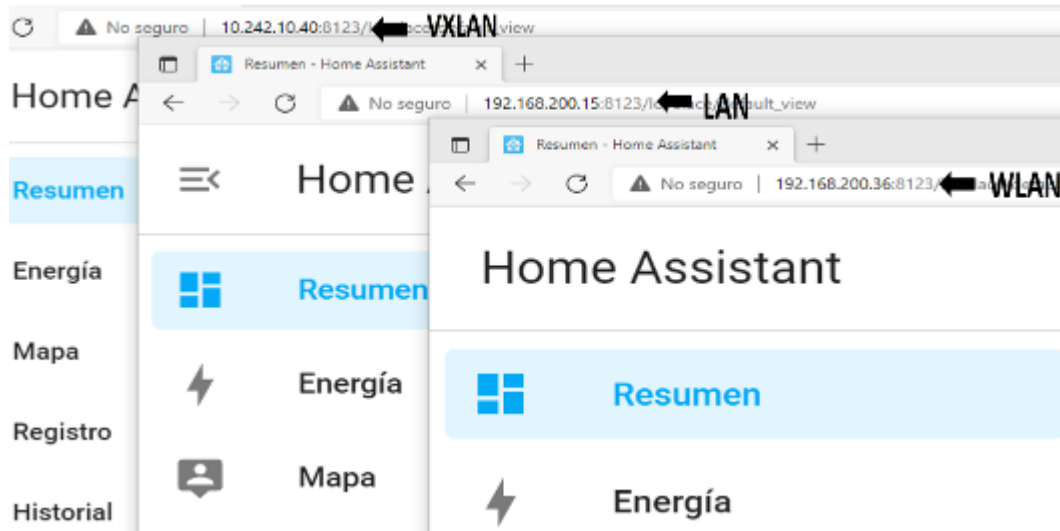 No seguro | 10.242.10.40:8123/ VXLAN view
Home A
Resumen
Energía
Mapa
Registro
Historial
Resumen - Home Assistant
No seguro | 192.168.200.15:8123/ LAN ault_view
Home
Resumen
Energía
Mapa
Resumen - Home Assistant
No seguro | 192.168.200.36:8123/ WLAN
Home Assistant
Resumen
Energía